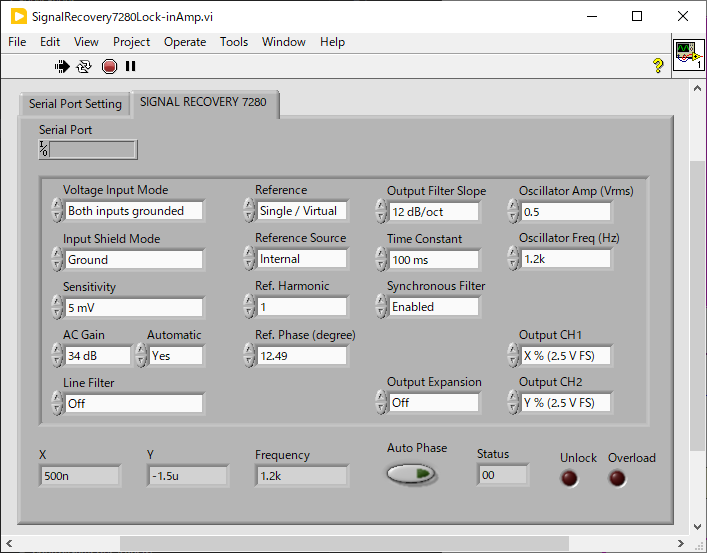 SignalRecovery7280Lock-inAmp.vi
File Edit View Project Operate Tools Window Help
?
1
Serial Port Setting SIGNAL RECOVERY 7280
Serial Port
I/O
Voltage Input Mode Reference Output Filter Slope Oscillator Amp (Vrms)
Both inputs grounded Single / Virtual 12 dB/oct 0.5
Input Shield Mode Reference Source Time Constant Oscillator Freq (Hz)
Ground Internal 100 ms 1.2k
Sensitivity Ref. Harmonic Synchronous Filter
5 mV 1 Enabled
AC Gain Automatic Ref. Phase (degree) Output CH1
34 dB Yes 12.49 X % (2.5 V FS)
Line Filter Output Expansion Output CH2
Off Off Y % (2.5 V FS)
X Y Frequency Auto Phase Status Unlock Overload
500n -1.5u 1.2k 00